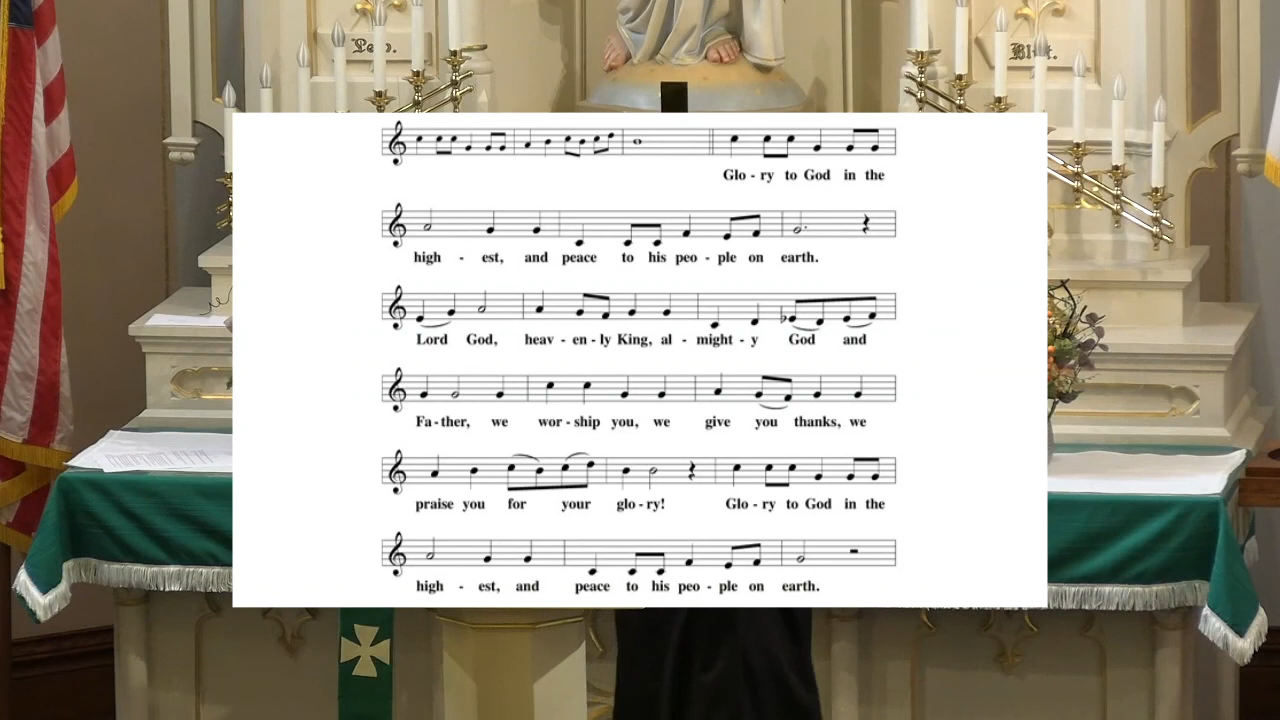 Glo - ry to God in the
high - est, and peace to his peo - ple on earth.
Lord God, heav - en - ly King, al - might - y God and
Fa - ther, we wor - ship you, we give you thanks, we
praise you for your glo - ry! Glo - ry to God in the
high - est, and peace to his peo - ple on earth.